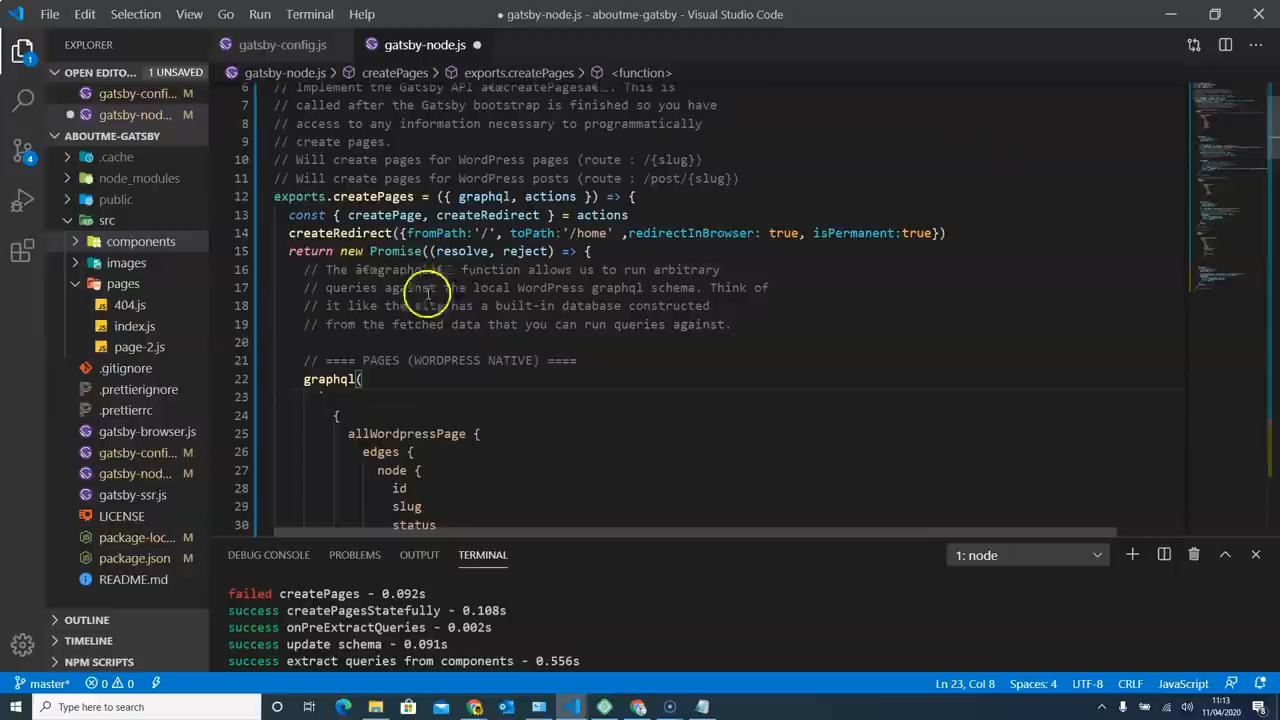 File Edit Selection View Go Run Terminal Help
● gatsby-node.js - aboutme-gatsby - Visual Studio Code
EXPLORER
gatsby-config.js
gatsby-node.js ●
OPEN EDITO... 1 UNSAVED
gatsby-confi... M
gatsby-nod... M
ABOUTME-GATSBY
.cache
node_modules
public
src
components
images
pages
404.js
index.js
page-2.js
.gitignore
.prettierignore
.prettierrc
gatsby-browser.js
gatsby-confi... M
gatsby-nod... M
gatsby-ssr.js
LICENSE
package-loc... M
package.json M
README.md
OUTLINE
TIMELINE
NPM SCRIPTS
gatsby-node.js > createPages > exports.createPages > <function>
6 // Implement the Gatsby API â€œcreatePagesâ€. This is
7 // called after the Gatsby bootstrap is finished so you have
8 // access to any information necessary to programmatically
9 // create pages.
10 // Will create pages for WordPress pages (route : /{slug})
11 // Will create pages for WordPress posts (route : /post/{slug})
12 exports.createPages = ({ graphql, actions }) => {
13 const { createPage, createRedirect } = actions
14 createRedirect({fromPath:'/', toPath:'/home' ,redirectInBrowser: true, isPermanent:true})
15 return new Promise((resolve, reject) => {
16 // The â€œgraphqlâ€ function allows us to run arbitrary
17 // queries against the local WordPress graphql schema. Think of
18 // it like the site has a built-in database constructed
19 // from the fetched data that you can run queries against.
20
21 // ==== PAGES (WORDPRESS NATIVE) ====
22 graphql(
23 `
24 {
25 allWordpressPage {
26 edges {
27 node {
28 id
29 slug
30 status
DEBUG CONSOLE PROBLEMS OUTPUT TERMINAL
1: node
failed createPages - 0.092s
success createPagesStatefully - 0.108s
success onPreExtractQueries - 0.002s
success update schema - 0.091s
success extract queries from components - 0.556s
master* 0 0
Ln 23, Col 8 Spaces: 4 UTF-8 CRLF JavaScript
Type here to search
11:13
11/04/2020